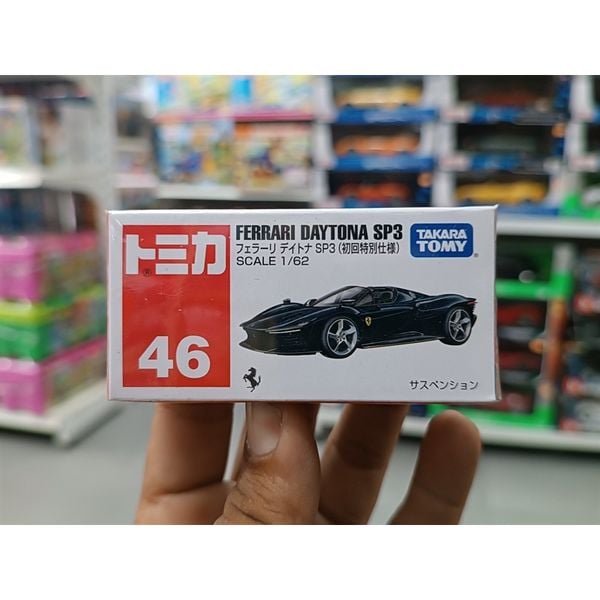 トミカ®
46
FERRARI DAYTONA SP3
フェラーリ デイトナ SP3 (初回特別仕様)
SCALE 1/62
TAKARA
TOMY®
サスペンション